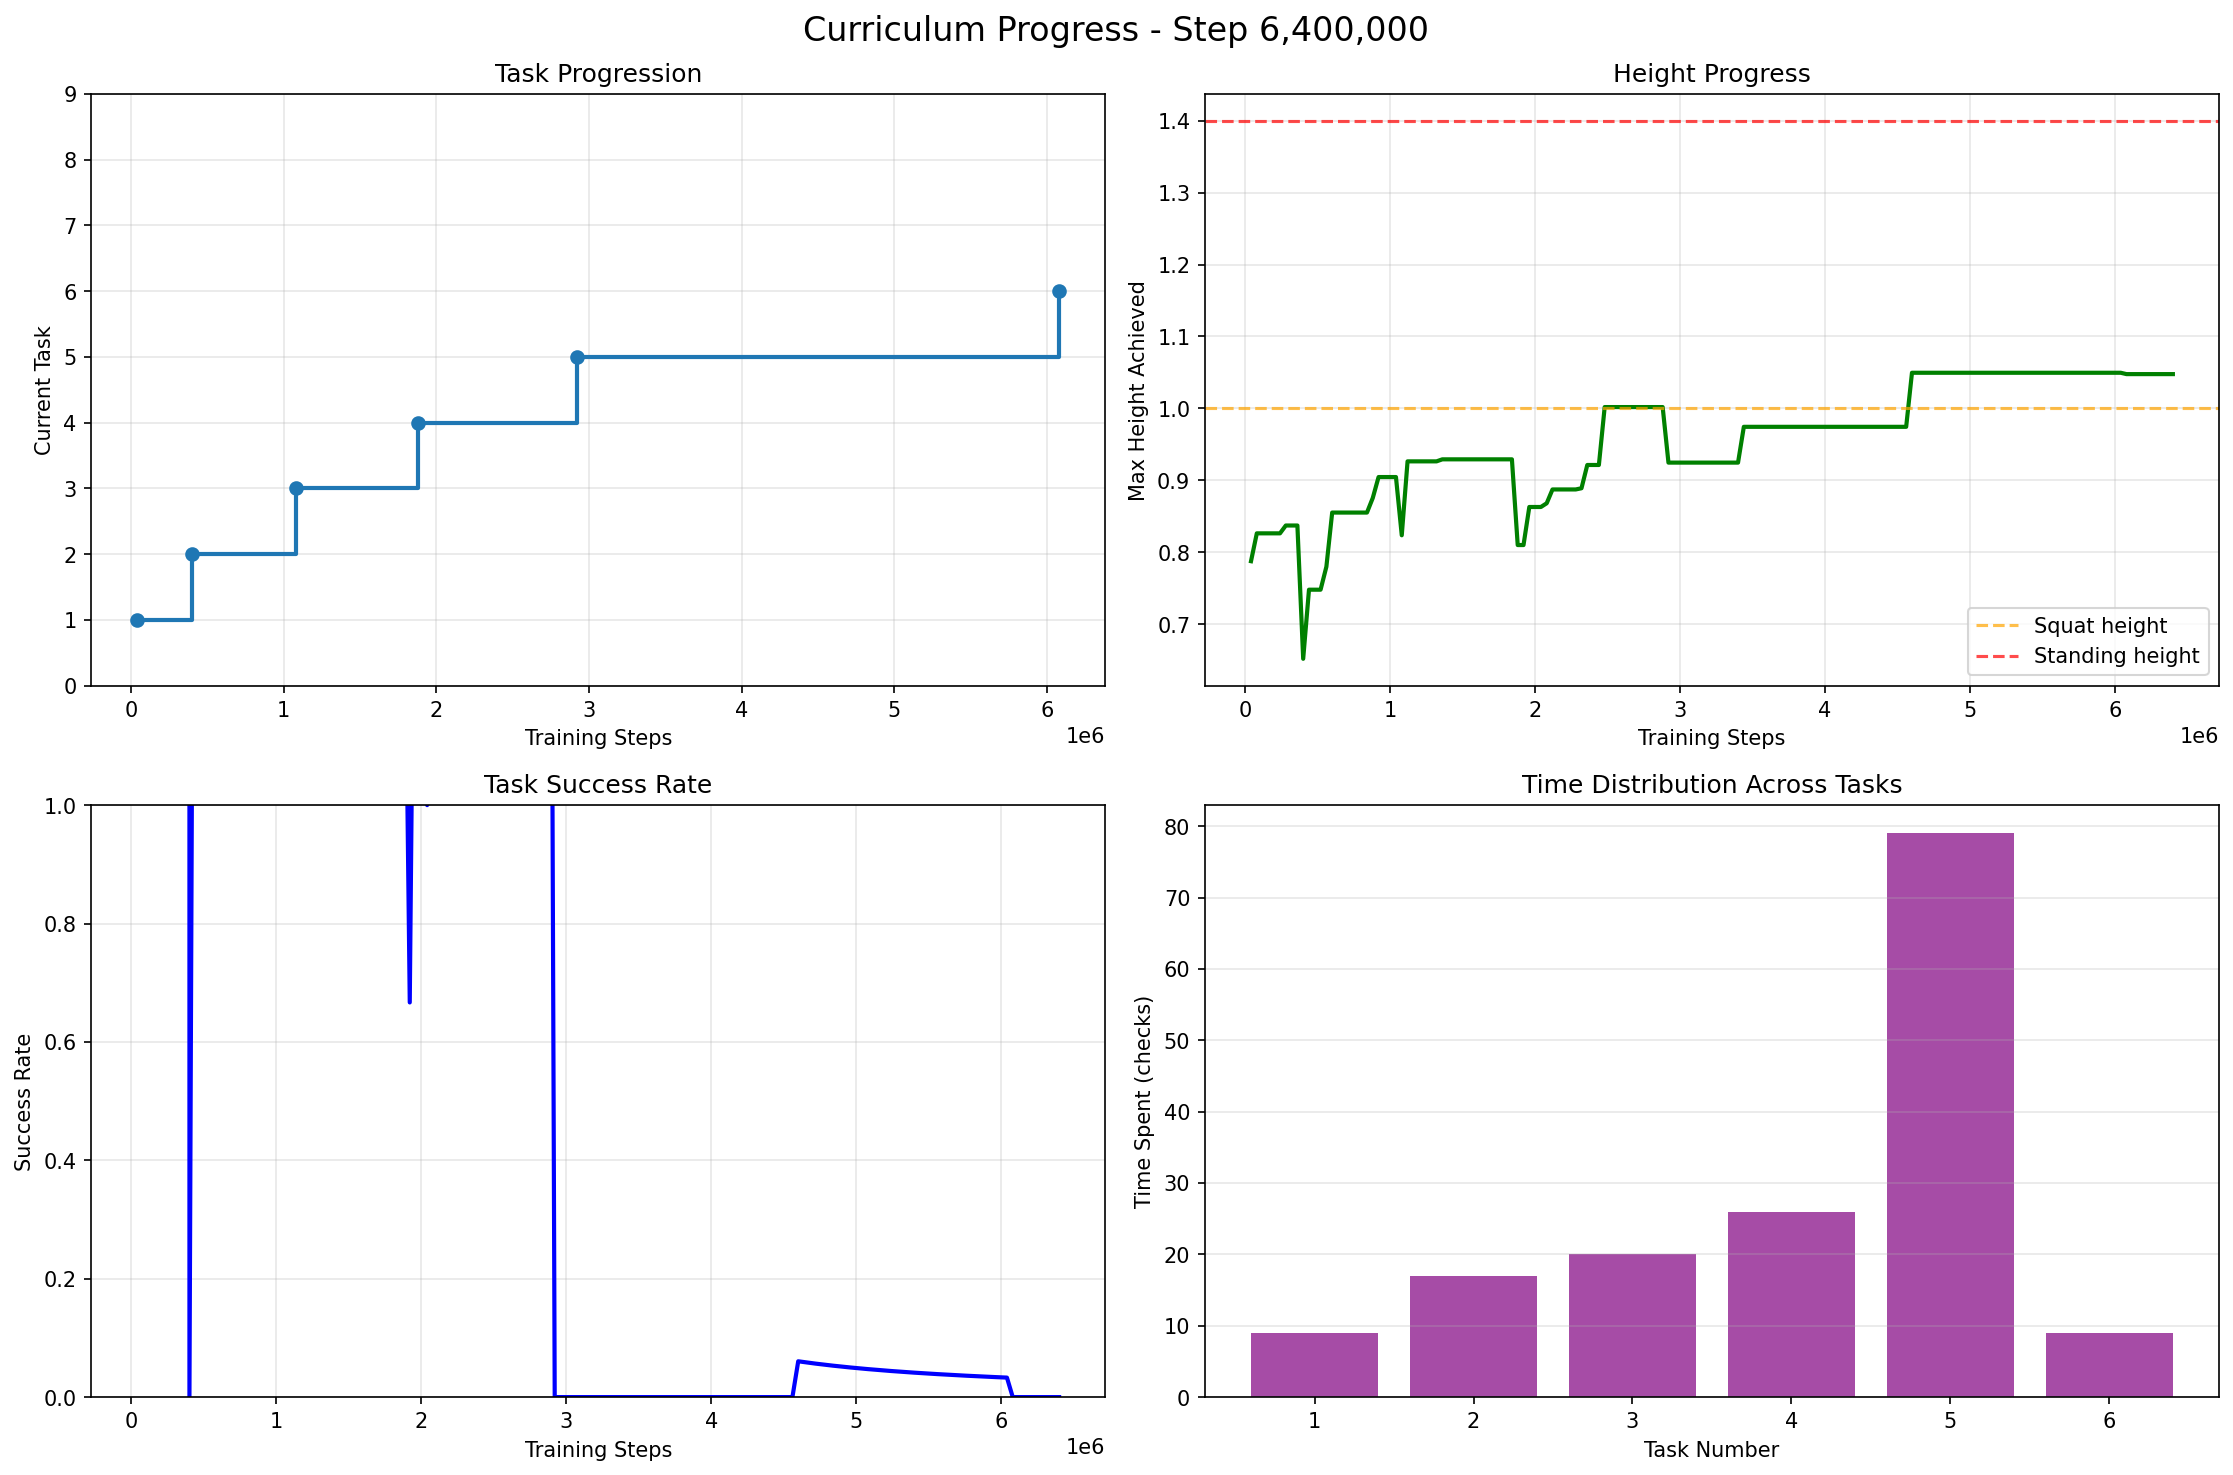 Curriculum Progress - Step 6,400,000
Task Progression
Current Task
9
8
7
6
5
4
3
2
1
0
0 1 2 3 4 5 6
1e6
Training Steps
Height Progress
Max Height Achieved
1.4
1.3
1.2
1.1
1.0
0.9
0.8
0.7
Squat height
Standing height
0 1 2 3 4 5 6
1e6
Training Steps
Task Success Rate
Success Rate
1.0
0.8
0.6
0.4
0.2
0.0
0 1 2 3 4 5 6
1e6
Training Steps
Time Distribution Across Tasks
Time Spent (checks)
80
70
60
50
40
30
20
10
0
1 2 3 4 5 6
Task Number